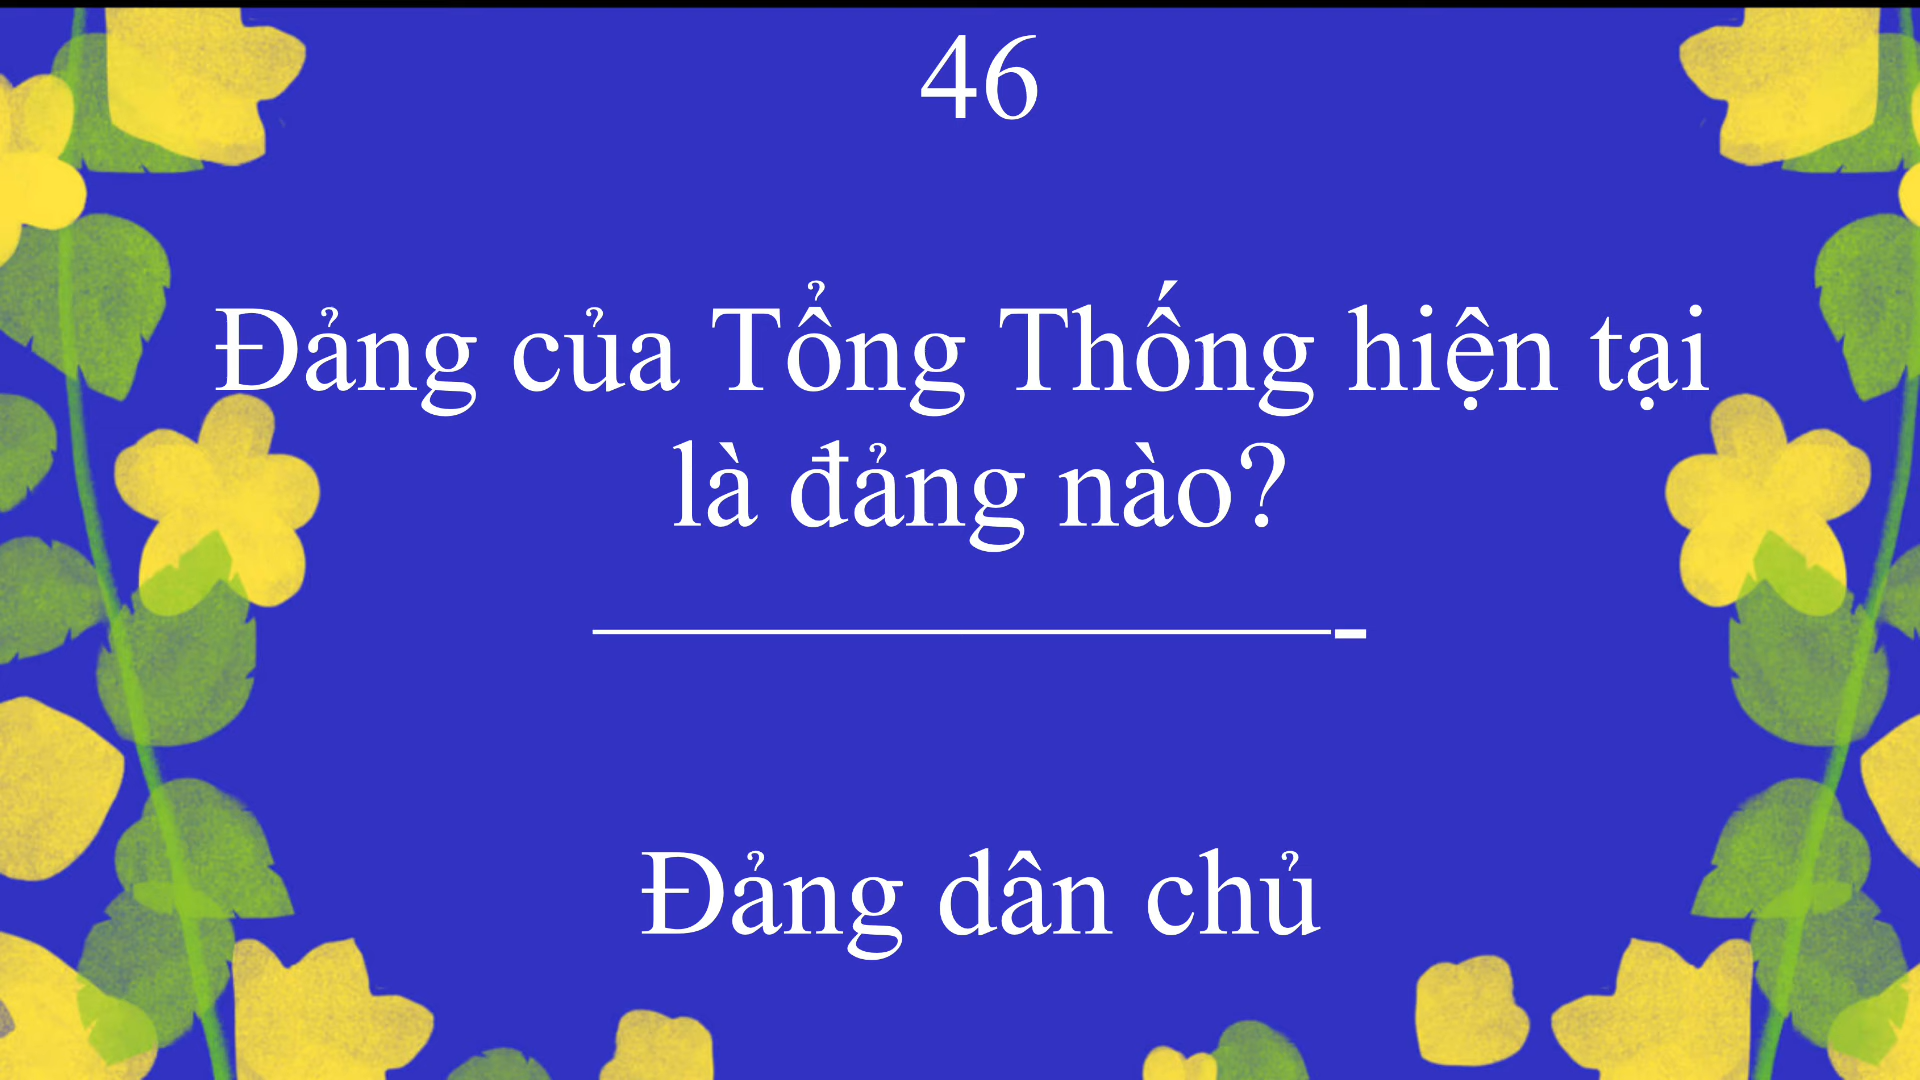 46
Đảng của Tổng Thống hiện tại
là đảng nào?
Đảng dân chủ